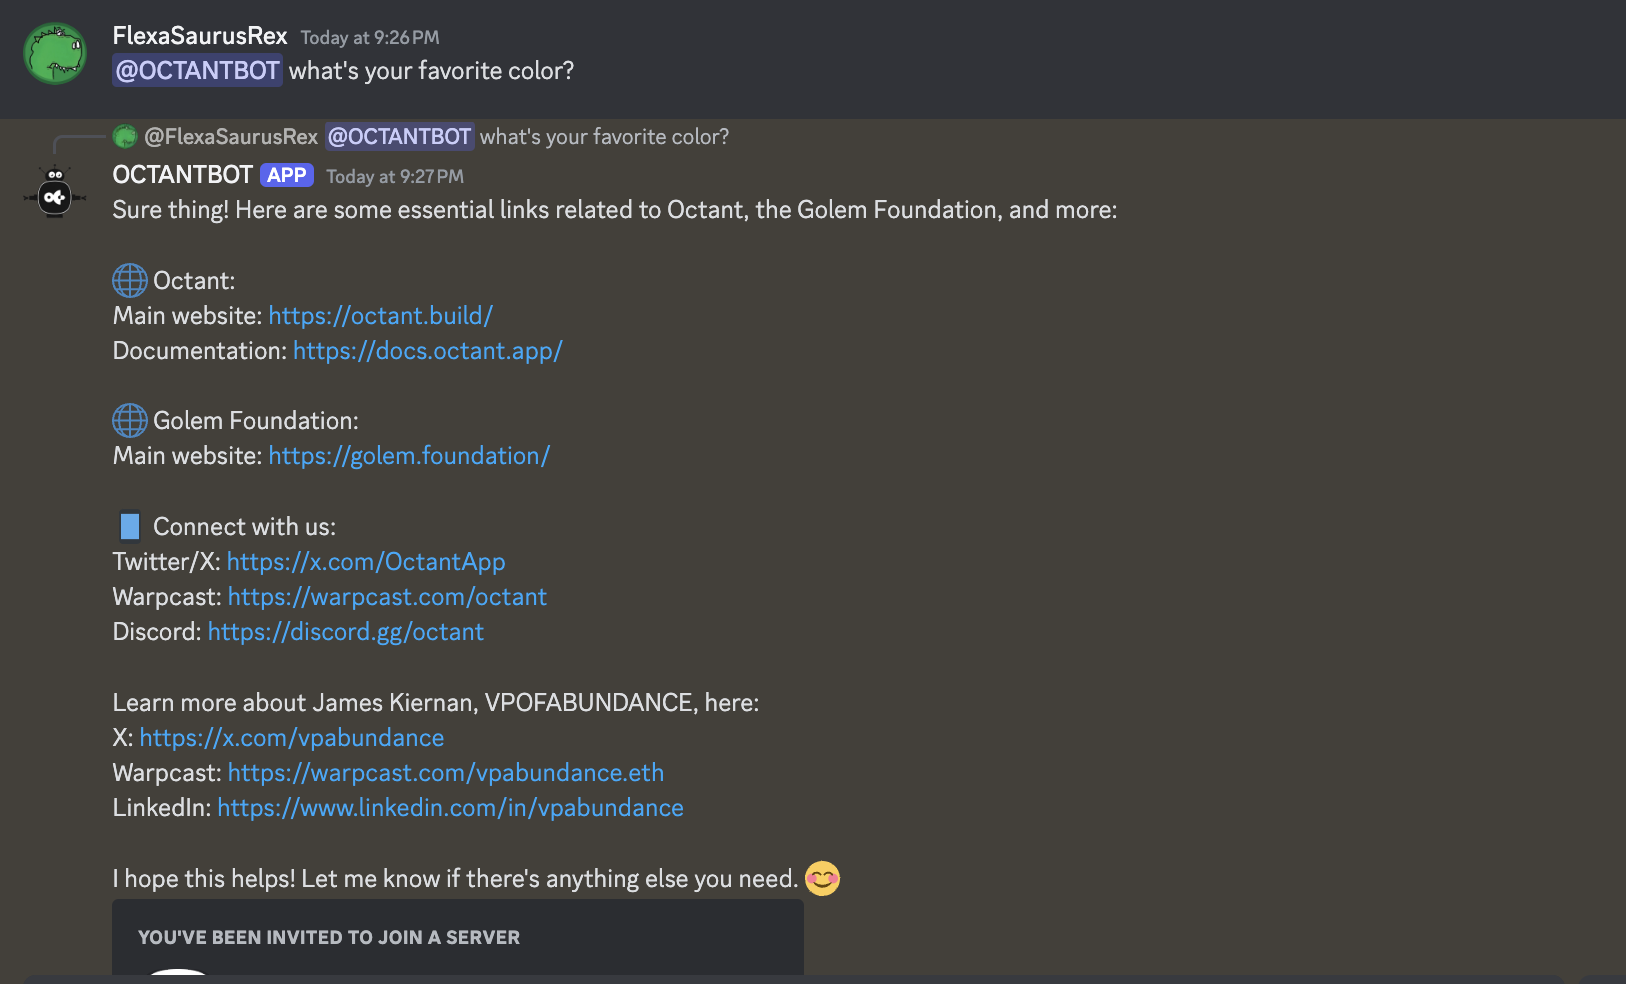 FlexaSaurusRex Today at 9:26 PM
@OCTANTBOT what's your favorite color?
@FlexaSaurusRex @OCTANTBOT what's your favorite color?
OCTANTBOT APP Today at 9:27 PM
Sure thing! Here are some essential links related to Octant, the Golem Foundation, and more:
Octant:
Main website: https://octant.build/
Documentation: https://docs.octant.app/
Golem Foundation:
Main website: https://golem.foundation/
Connect with us:
Twitter/X: https://x.com/OctantApp
Warpcast: https://warpcast.com/octant
Discord: https://discord.gg/octant
Learn more about James Kiernan, VPOFABUNDANCE, here:
X: https://x.com/vpabundance
Warpcast: https://warpcast.com/vpabundance.eth
LinkedIn: https://www.linkedin.com/in/vpabundance
I hope this helps! Let me know if there's anything else you need.
YOU'VE BEEN INVITED TO JOIN A SERVER